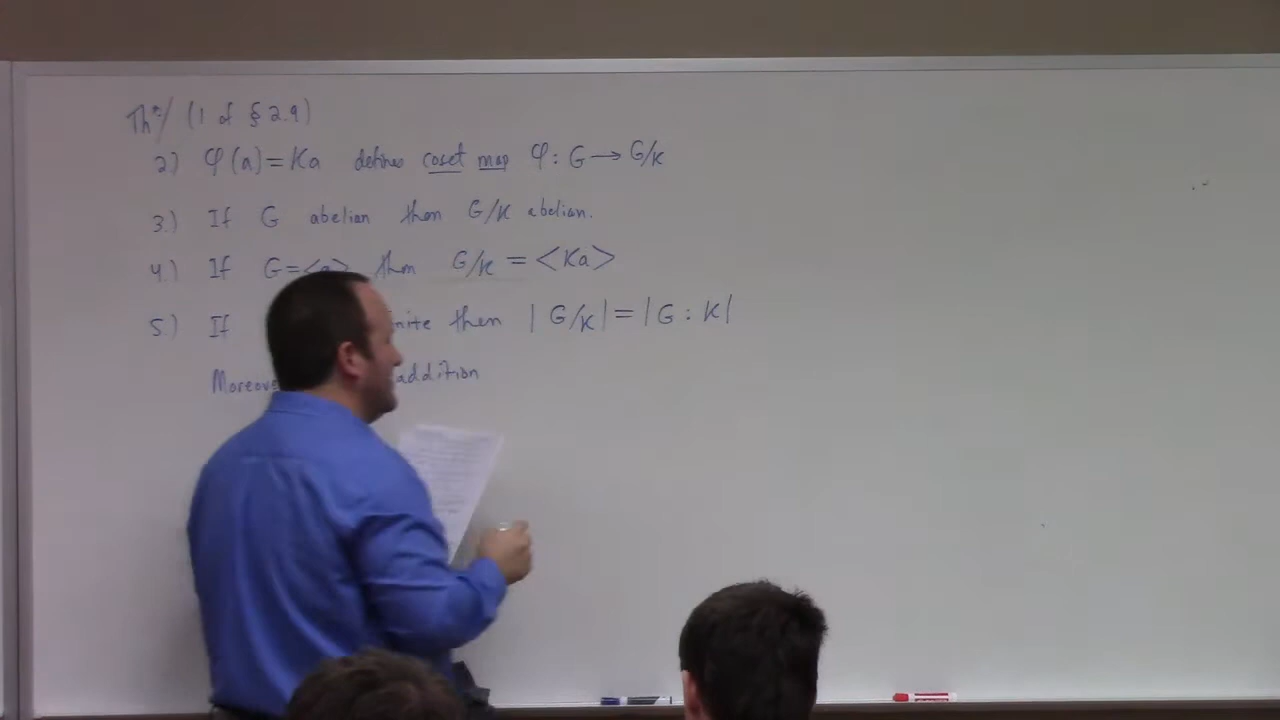 Thm/ (1 of § 2.9)
2.) φ(a) = Ka defines coset map φ : G → G/K
3.) If G abelian then G/K abelian.
4.) If G = <a> then G/K = <Ka>
5.) If nite then | G/K | = | G : K |
Moreove addition